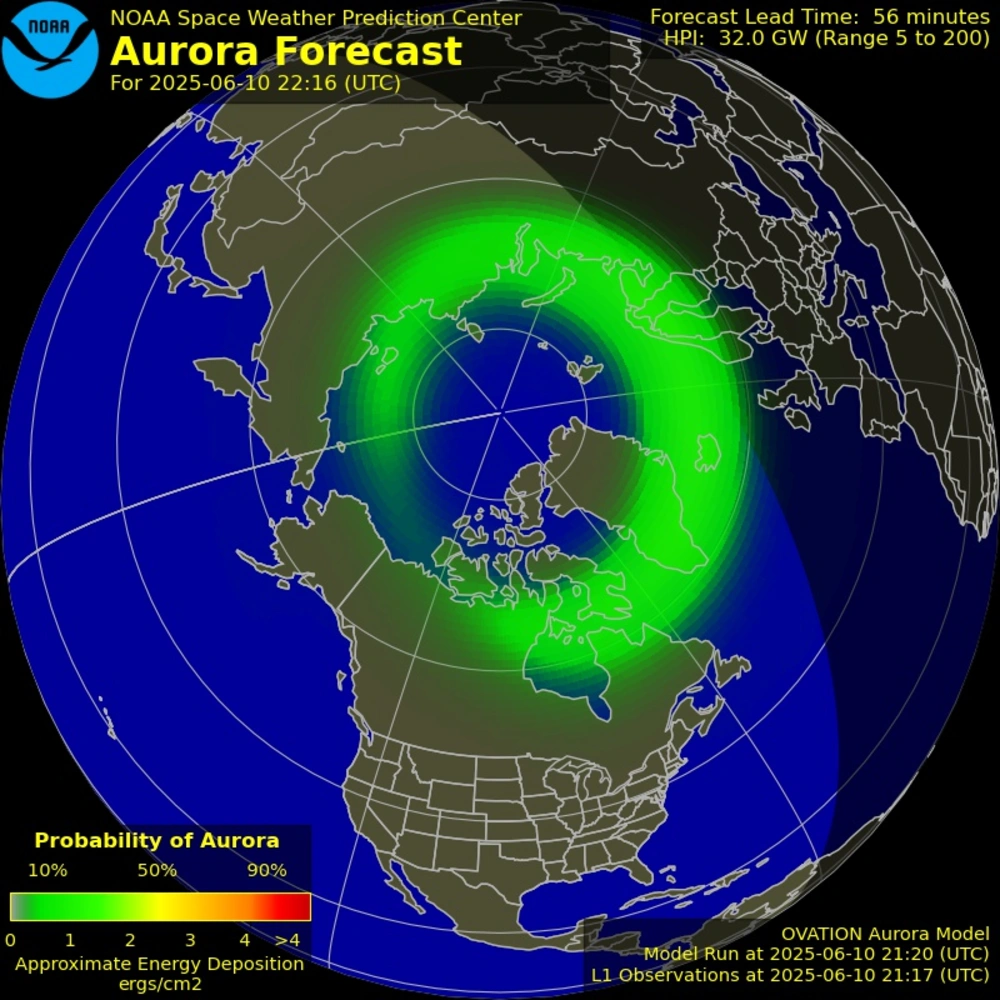 NOAA
NOAA Space Weather Prediction Center
Aurora Forecast
For 2025-06-10 22:16 (UTC)
Forecast Lead Time: 56 minutes
HPI: 32.0 GW (Range 5 to 200)
Probability of Aurora
10% 50% 90%
0 1 2 3 4 >4
Approximate Energy Deposition
ergs/cm2
OVATION Aurora Model
Model Run at 2025-06-10 21:20 (UTC)
L1 Observations at 2025-06-10 21:17 (UTC)